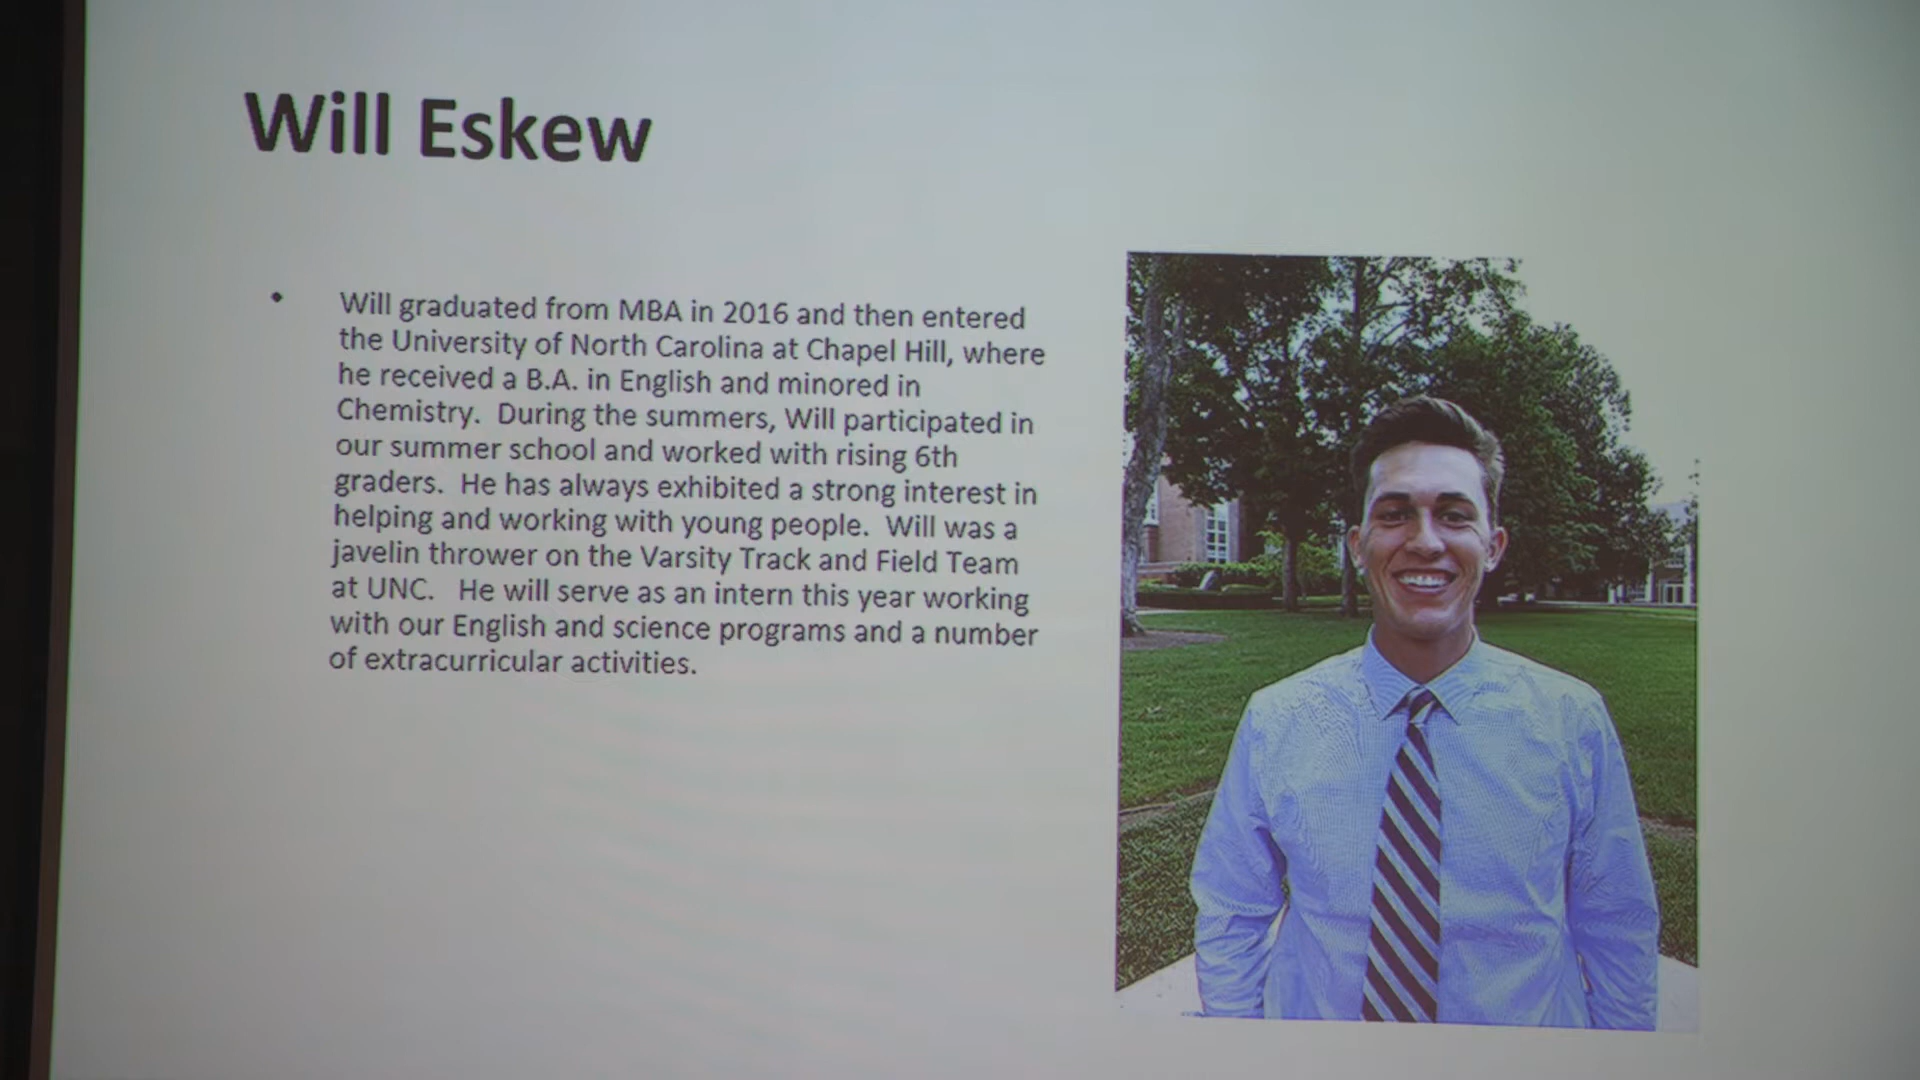 Will Eskew
• Will graduated from MBA in 2016 and then entered
the University of North Carolina at Chapel Hill, where
he received a B.A. in English and minored in
Chemistry.  During the summers, Will participated in
our summer school and worked with rising 6th
graders.  He has always exhibited a strong interest in
helping and working with young people.  Will was a
javelin thrower on the Varsity Track and Field Team
at UNC.   He will serve as an intern this year working
with our English and science programs and a number
of extracurricular activities.